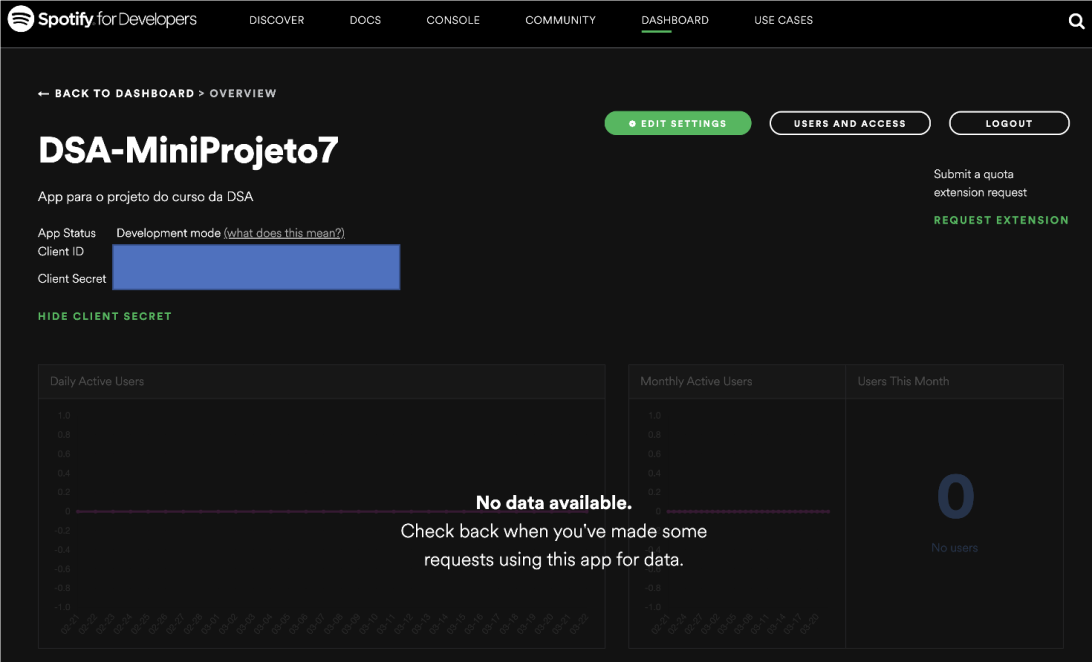 Spotify for Developers
DISCOVER
DOCS
CONSOLE
COMMUNITY
DASHBOARD
USE CASES
← BACK TO DASHBOARD > OVERVIEW
EDIT SETTINGS
USERS AND ACCESS
LOGOUT
DSA-MiniProjeto7
Submit a quota
extension request
REQUEST EXTENSION
App para o projeto do curso da DSA
App Status Development mode (what does this mean?)
Client ID
Client Secret
HIDE CLIENT SECRET
Daily Active Users
1.0
0.8
0.6
0.4
0.2
0
-0.2
-0.4
-0.6
-0.8
-1.0
Monthly Active Users
1.0
0.8
0.6
0.4
0.2
0
-0.4
-0.6
-0.8
-1.0
Users This Month
0
No users
No data available.
Check back when you've made some
requests using this app for data.